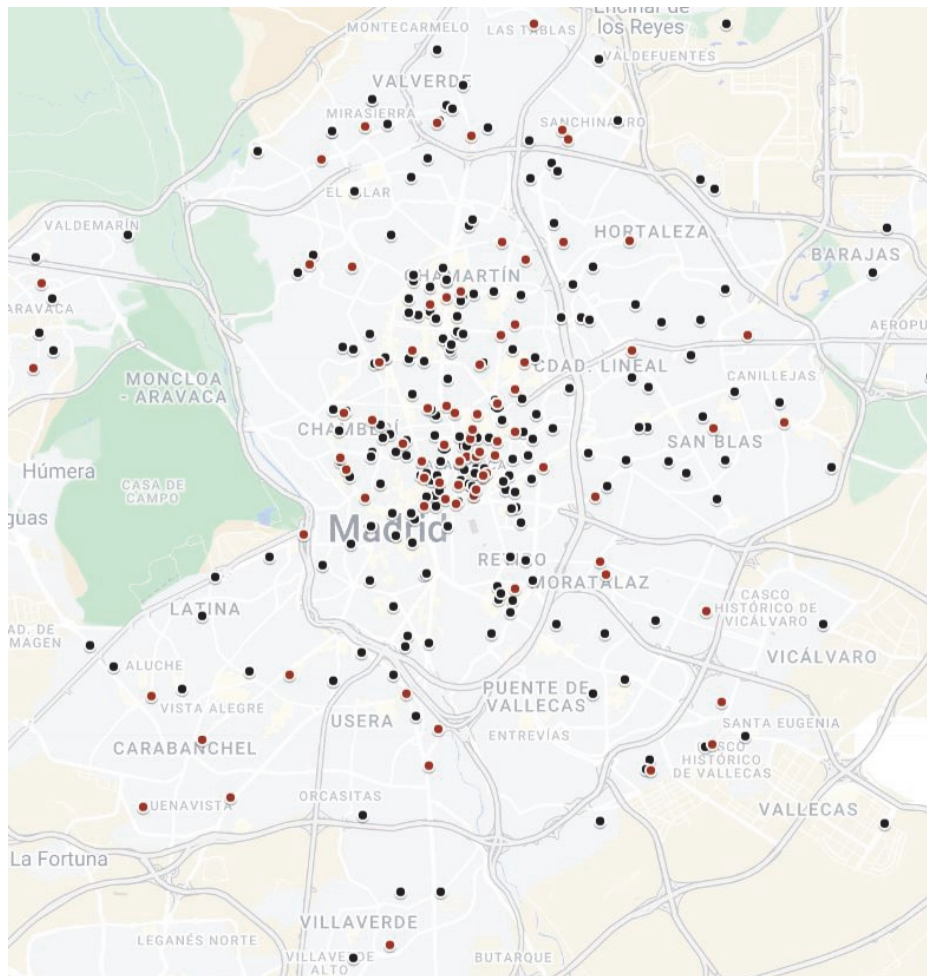 Encinar de
los Reyes
MONTECARMELO
LAS TABLAS
VALDEFUENTES
VALVERDE
MIRASIERRA
SANCHINARRO
EL PILAR
VALDEMARÍN
HORTALEZA
BARAJAS
CHAMARTÍN
ARAVACA
AEROPU
MONCLOA
- ARAVACA
CDAD. LINEAL
CANILLEJAS
CHAMBERÍ
SAN BLAS
Húmera
CASA DE
CAMPO
guas
Madrid
RETIRO
MORATALAZ
LATINA
CASCO
HISTÓRICO DE
VICÁLVARO
AD. DE
MAGEN
VICÁLVARO
ALUCHE
VISTA ALEGRE
PUENTE DE
VALLECAS
USERA
SANTA EUGENIA
ENTREVÍAS
CARABANCHEL
CASCO
HISTÓRICO
DE VALLECAS
ORCASITAS
UENAVISTA
VALLECAS
La Fortuna
VILLAVERDE
LEGANÉS NORTE
VILLAVERDE
ALTO
BUTARQUE